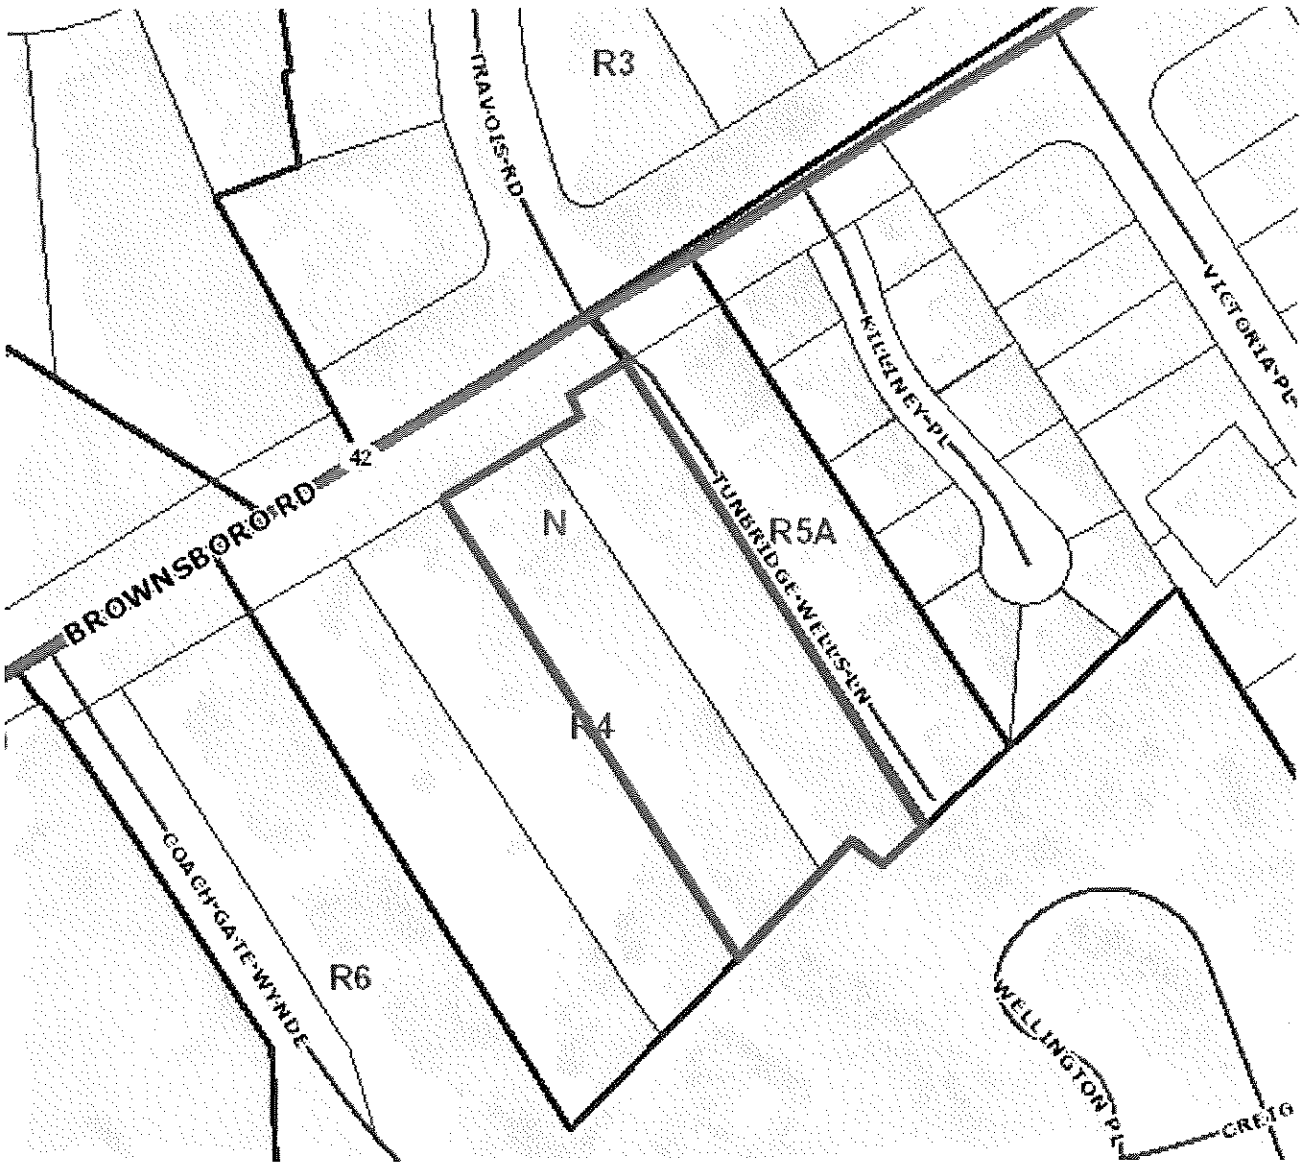 R3
TRAVOIS RD
VICTORIA PL
KILLINEY PL
42
BROWNSBORO RD
N
R5A
TUNBRIDGE WELLS LN
R4
COACH GATE WYNDE
R6
WELLINGTON PL
CREIG